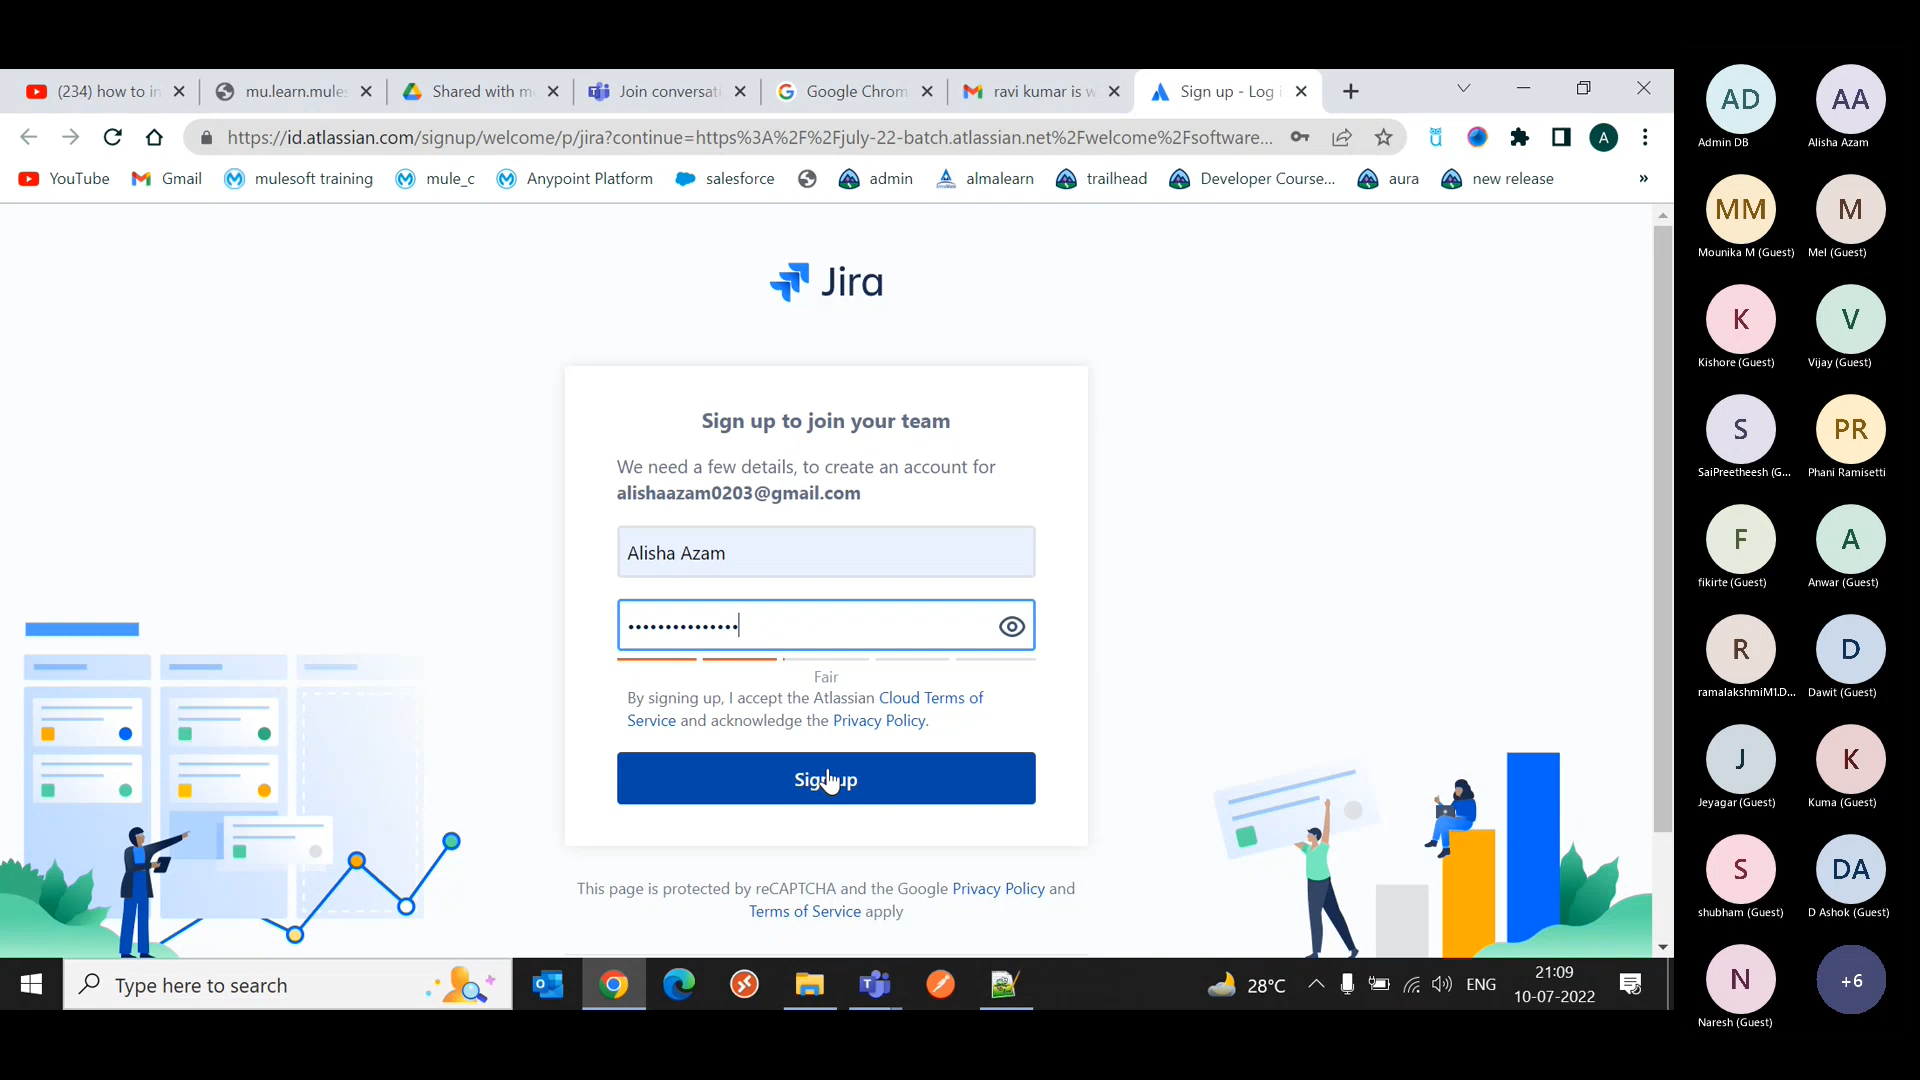 (234) how to in
mu.learn.mules
Shared with me
Join conversati
Google Chrom
ravi kumar is w
Sign up - Log i
https://id.atlassian.com/signup/welcome/p/jira?continue=https%3A%2F%2Fjuly-22-batch.atlassian.net%2Fwelcome%2Fsoftware...
A
YouTube
Gmail
mulesoft training
mule_c
Anypoint Platform
salesforce
admin
almalearn
trailhead
Developer Course...
aura
new release
»
Jira
Sign up to join your team
We need a few details, to create an account for
alishaazam0203@gmail.com
Alisha Azam
•••••••••••••••
Fair
By signing up, I accept the Atlassian Cloud Terms of
Service and acknowledge the Privacy Policy.
Sign up
This page is protected by reCAPTCHA and the Google Privacy Policy and
Terms of Service apply
Type here to search
28°C
ENG
21:09
10-07-2022
AD
Admin DB
AA
Alisha Azam
MM
Mounika M (Guest)
M
Mel (Guest)
K
Kishore (Guest)
V
Vijay (Guest)
S
SaiPreetheesh (G...
PR
Phani Ramisetti
F
fikirte (Guest)
A
Anwar (Guest)
R
ramalakshmiM1.D...
D
Dawit (Guest)
J
Jeyagar (Guest)
K
Kuma (Guest)
S
shubham (Guest)
DA
D Ashok (Guest)
N
Naresh (Guest)
+6